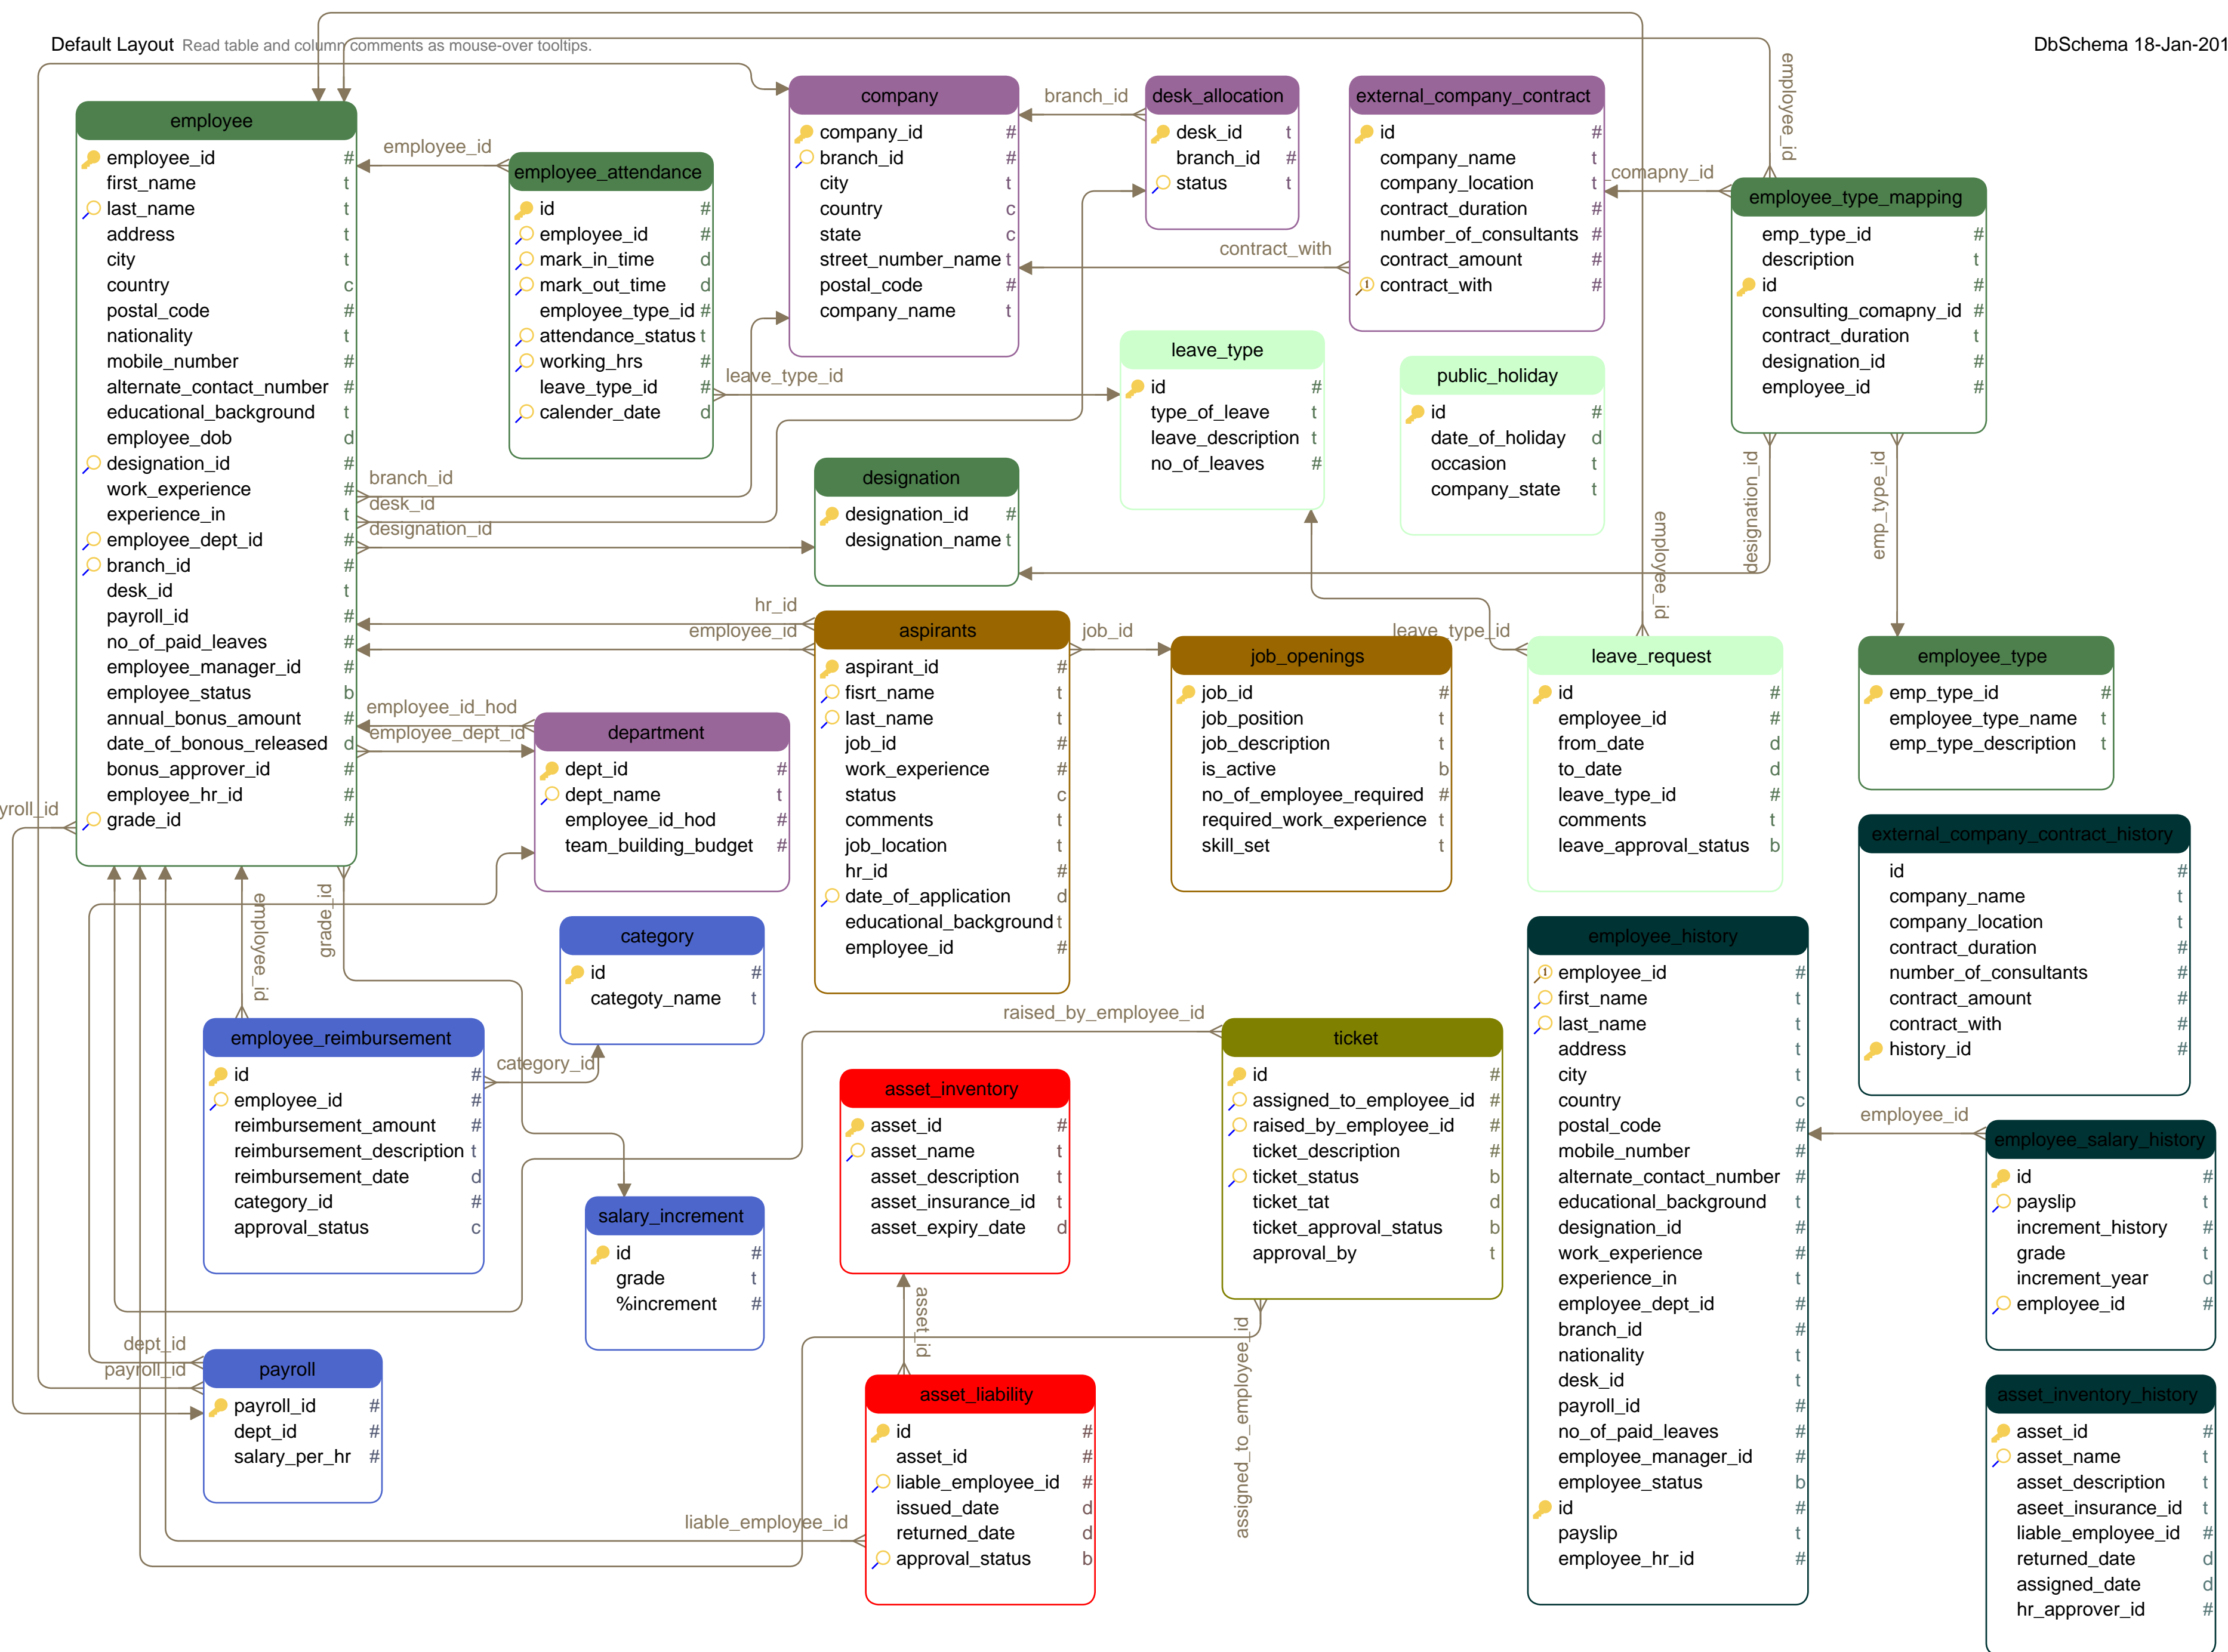 Default Layout Read table and column comments as mouse-over tooltips.
DbSchema 18-Jan-201
employee
employee_id #
first_name t
last_name t
address t
city t
country c
postal_code #
nationality t
mobile_number #
alternate_contact_number #
educational_background t
employee_dob d
designation_id #
work_experience #
experience_in t
employee_dept_id #
branch_id #
desk_id t
payroll_id #
no_of_paid_leaves #
employee_manager_id #
employee_status b
annual_bonus_amount #
date_of_bonous_released d
bonus_approver_id #
employee_hr_id #
grade_id #
employee_id
employee_attendance
id #
employee_id #
mark_in_time d
mark_out_time d
employee_type_id #
attendance_status t
working_hrs #
leave_type_id #
calender_date d
company
company_id #
branch_id #
city t
country c
state c
street_number_name t
postal_code #
company_name t
branch_id
desk_allocation
desk_id t
branch_id #
status t
external_company_contract
id #
company_name t
company_location t
contract_duration #
number_of_consultants #
contract_amount #
contract_with #
contract_with
_comapny_id
employee_id
employee_type_mapping
emp_type_id #
description t
id #
consulting_comapny_id #
contract_duration t
designation_id #
employee_id #
leave_type_id
leave_type
id #
type_of_leave t
leave_description t
no_of_leaves #
public_holiday
id #
date_of_holiday d
occasion t
company_state t
branch_id
desk_id
designation_id
designation
designation_id #
designation_name t
designation_id
emp_type_id
employee_id
hr_id
employee_id
aspirants
aspirant_id #
fisrt_name t
last_name t
job_id #
work_experience #
status c
comments t
job_location t
hr_id #
date_of_application d
educational_background t
employee_id #
job_id
job_openings
job_id #
job_position t
job_description t
is_active b
no_of_employee_required #
required_work_experience t
skill_set t
leave_type_id
leave_request
id #
employee_id #
from_date d
to_date d
leave_type_id #
comments t
leave_approval_status b
employee_type
emp_type_id #
employee_type_name t
emp_type_description t
employee_id_hod
employee_dept_id
department
dept_id #
dept_name t
employee_id_hod #
team_building_budget #
yroll_id
employee_id
grade_id
category
id #
categoty_name t
external_company_contract_history
id #
company_name t
company_location t
contract_duration #
number_of_consultants #
contract_amount #
contract_with #
history_id #
employee_history
employee_id #
first_name t
last_name t
address t
city t
country c
postal_code #
mobile_number #
alternate_contact_number #
educational_background t
designation_id #
work_experience #
experience_in t
employee_dept_id #
branch_id #
nationality t
desk_id t
payroll_id #
no_of_paid_leaves #
employee_manager_id #
employee_status b
id #
payslip t
employee_hr_id #
employee_reimbursement
id #
employee_id #
reimbursement_amount #
reimbursement_description t
reimbursement_date d
category_id #
approval_status c
category_id
raised_by_employee_id
ticket
id #
assigned_to_employee_id #
raised_by_employee_id #
ticket_description #
ticket_status b
ticket_tat d
ticket_approval_status b
approval_by t
asset_inventory
asset_id #
asset_name t
asset_description t
asset_insurance_id t
asset_expiry_date d
employee_id
employee_salary_history
id #
payslip t
increment_history #
grade t
increment_year d
employee_id #
salary_increment
id #
grade t
%increment #
asset_id
assigned_to_employee_id
dept_id
payroll_id
payroll
payroll_id #
dept_id #
salary_per_hr #
asset_liability
id #
asset_id #
liable_employee_id #
issued_date d
returned_date d
approval_status b
liable_employee_id
asset_inventory_history
asset_id #
asset_name t
asset_description t
aseet_insurance_id t
liable_employee_id #
returned_date d
assigned_date d
hr_approver_id #